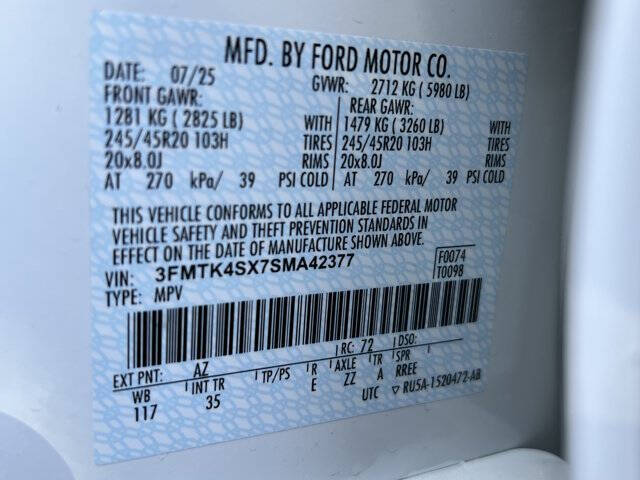 MFD. BY FORD MOTOR CO.
DATE: 07/25 GVWR: 2712 KG ( 5980 LB)
FRONT GAWR: REAR GAWR:
1281 KG ( 2825 LB) WITH 1479 KG ( 3260 LB) WITH
245/45R20 103H TIRES 245/45R20 103H TIRES
20x8.0J RIMS 20x8.0J RIMS
AT 270 kPa/ 39 PSI COLD AT 270 kPa/ 39 PSI COLD
THIS VEHICLE CONFORMS TO ALL APPLICABLE FEDERAL MOTOR
VEHICLE SAFETY AND THEFT PREVENTION STANDARDS IN
EFFECT ON THE DATE OF MANUFACTURE SHOWN ABOVE.
VIN: 3FMTK4SX7SMA42377 F0074
TYPE: MPV T0098
EXT PNT: AZ RC: 72 DSO:
WB INT TR TP/PS R AXLE TR SPR
117 35 E ZZ A RREE
UTC ▽ RU5A-1520472-AB